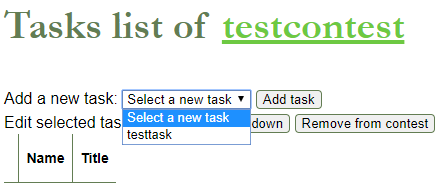 Tasks list of testcontest
Add a new task: Select a new task Add task
Select a new task
Edit selected down Remove from contest
testtask
Name Title